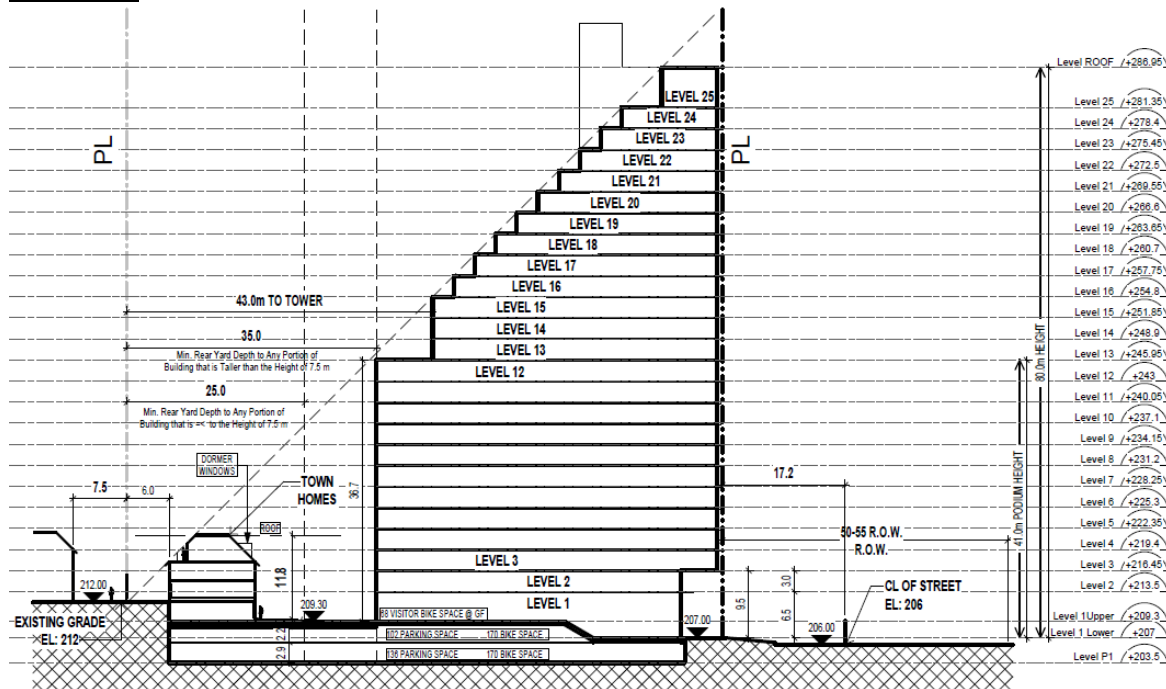 PL
PL
LEVEL 25
LEVEL 24
LEVEL 23
LEVEL 22
LEVEL 21
LEVEL 20
LEVEL 19
LEVEL 18
LEVEL 17
LEVEL 16
LEVEL 15
LEVEL 14
LEVEL 13
LEVEL 12
LEVEL 3
LEVEL 2
LEVEL 1
43.0m TO TOWER
35.0
Min. Rear Yard Depth to Any Portion of
Building that is Taller than the Height of 7.5 m
25.0
Min. Rear Yard Depth to Any Portion of
Building that is =< to the Height of 7.5 m
DORMER
WINDOWS
TOWN
HOMES
7.5
6.0
ROOF
36.7
11.8
212.00
EXISTING GRADE
EL: 212
209.30
2.2
2.9
68 VISITOR BIKE SPACE @ GF
102 PARKING SPACE 170 BIKE SPACE
136 PARKING SPACE 170 BIKE SPACE
17.2
50-55 R.O.W.
R.O.W.
9.5
3.0
6.5
207.00
206.00
CL OF STREET
EL: 206
80.0m HEIGHT
41.0m PODIUM HEIGHT
Level ROOF +286.95
Level 25 +281.35
Level 24 +278.4
Level 23 +275.45
Level 22 +272.5
Level 21 +269.55
Level 20 +266.6
Level 19 +263.65
Level 18 +260.7
Level 17 +257.75
Level 16 +254.8
Level 15 +251.85
Level 14 +248.9
Level 13 +245.95
Level 12 +243
Level 11 +240.05
Level 10 +237.1
Level 9 +234.15
Level 8 +231.2
Level 7 +228.25
Level 6 +225.3
Level 5 +222.35
Level 4 +219.4
Level 3 +216.45
Level 2 +213.5
Level 1Upper +209.3
Level 1 Lower +207
Level P1 +203.5